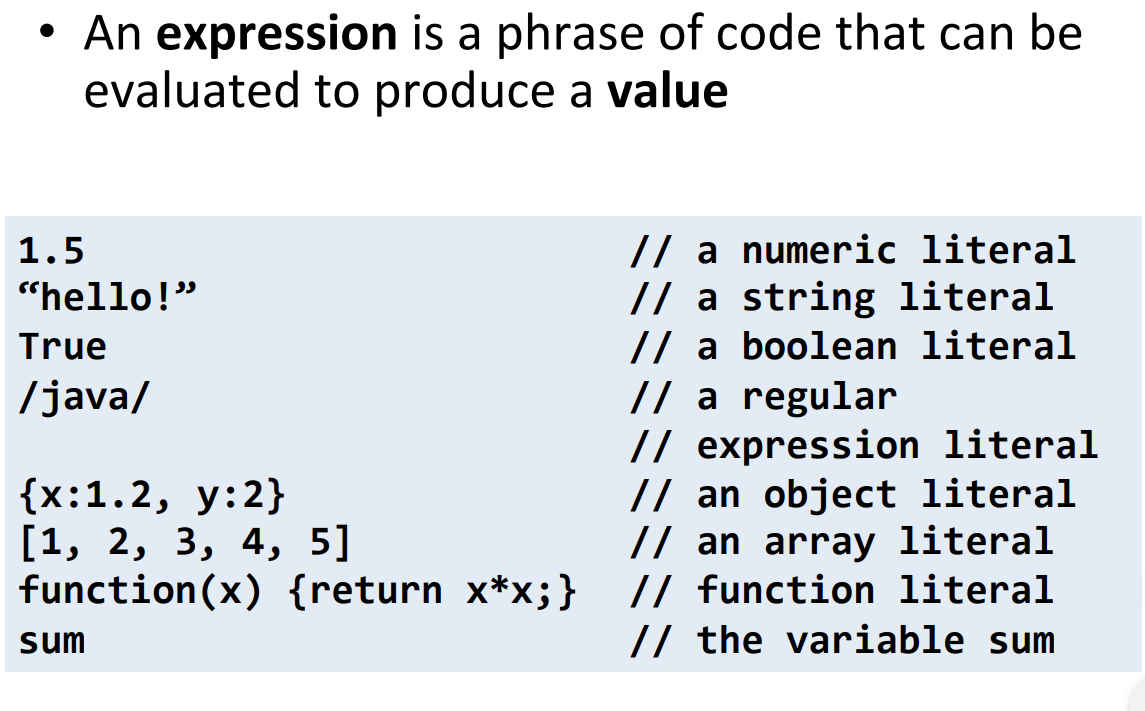 • An expression is a phrase of code that can be
evaluated to produce a value
1.5 // a numeric literal
“hello!” // a string literal
True // a boolean literal
/java/ // a regular
// expression literal
{x:1.2, y:2} // an object literal
[1, 2, 3, 4, 5] // an array literal
function(x) {return x*x;} // function literal
sum // the variable sum